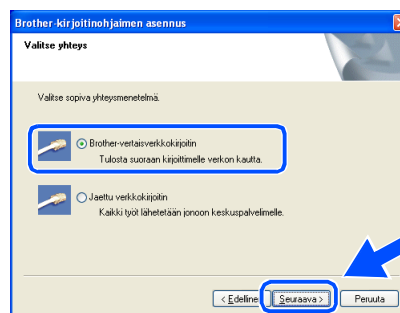 Brother-kirjoitinohjaimen asennus
Valitse yhteys
Valitse sopiva yhteysmenetelmä.
Brother-vertaisverkkokirjoitin
Tulosta suoraan kirjoittimelle verkon kautta.
Jaettu verkkokirjoitin
Kaikki työt lähetetään jonoon keskuspalvelimelle.
< Edelline Seuraava > Peruuta